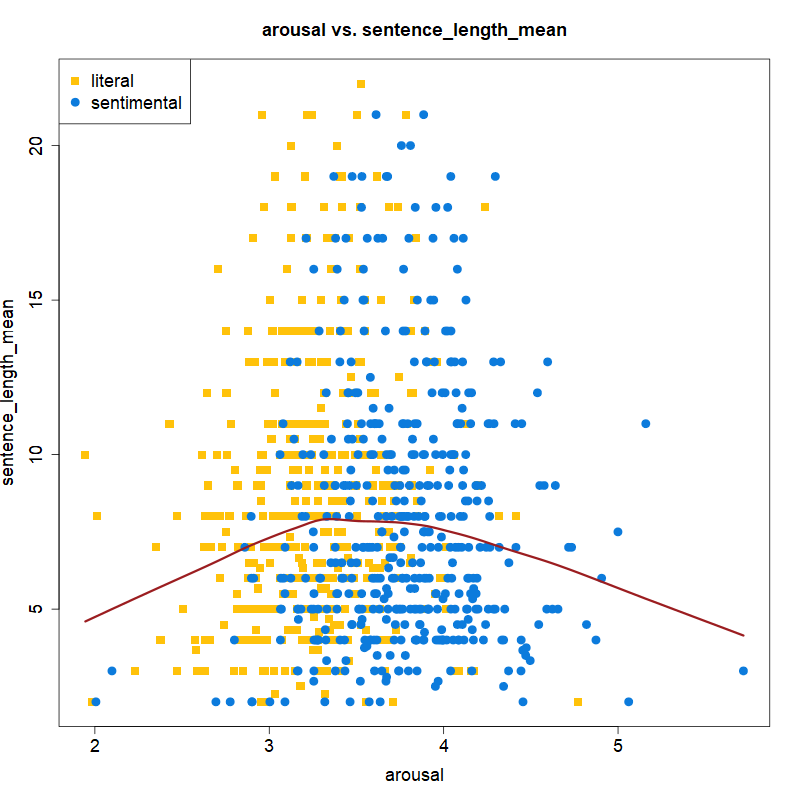 arousal vs. sentence_length_mean
literal
sentimental
sentence_length_mean
20
15
10
5
2 3 4 5
arousal